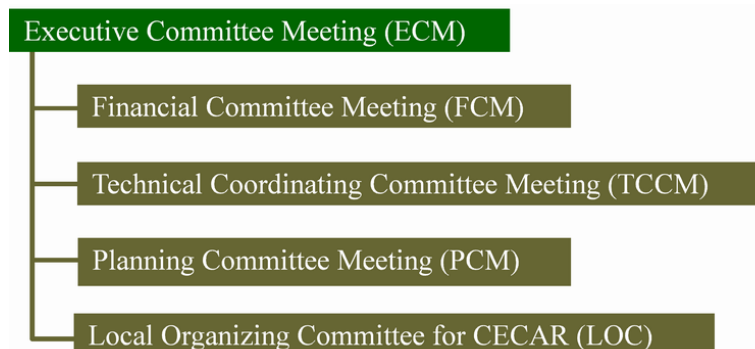 Executive Committee Meeting (ECM)
Financial Committee Meeting (FCM)
Technical Coordinating Committee Meeting (TCCM)
Planning Committee Meeting (PCM)
Local Organizing Committee for CECAR (LOC)